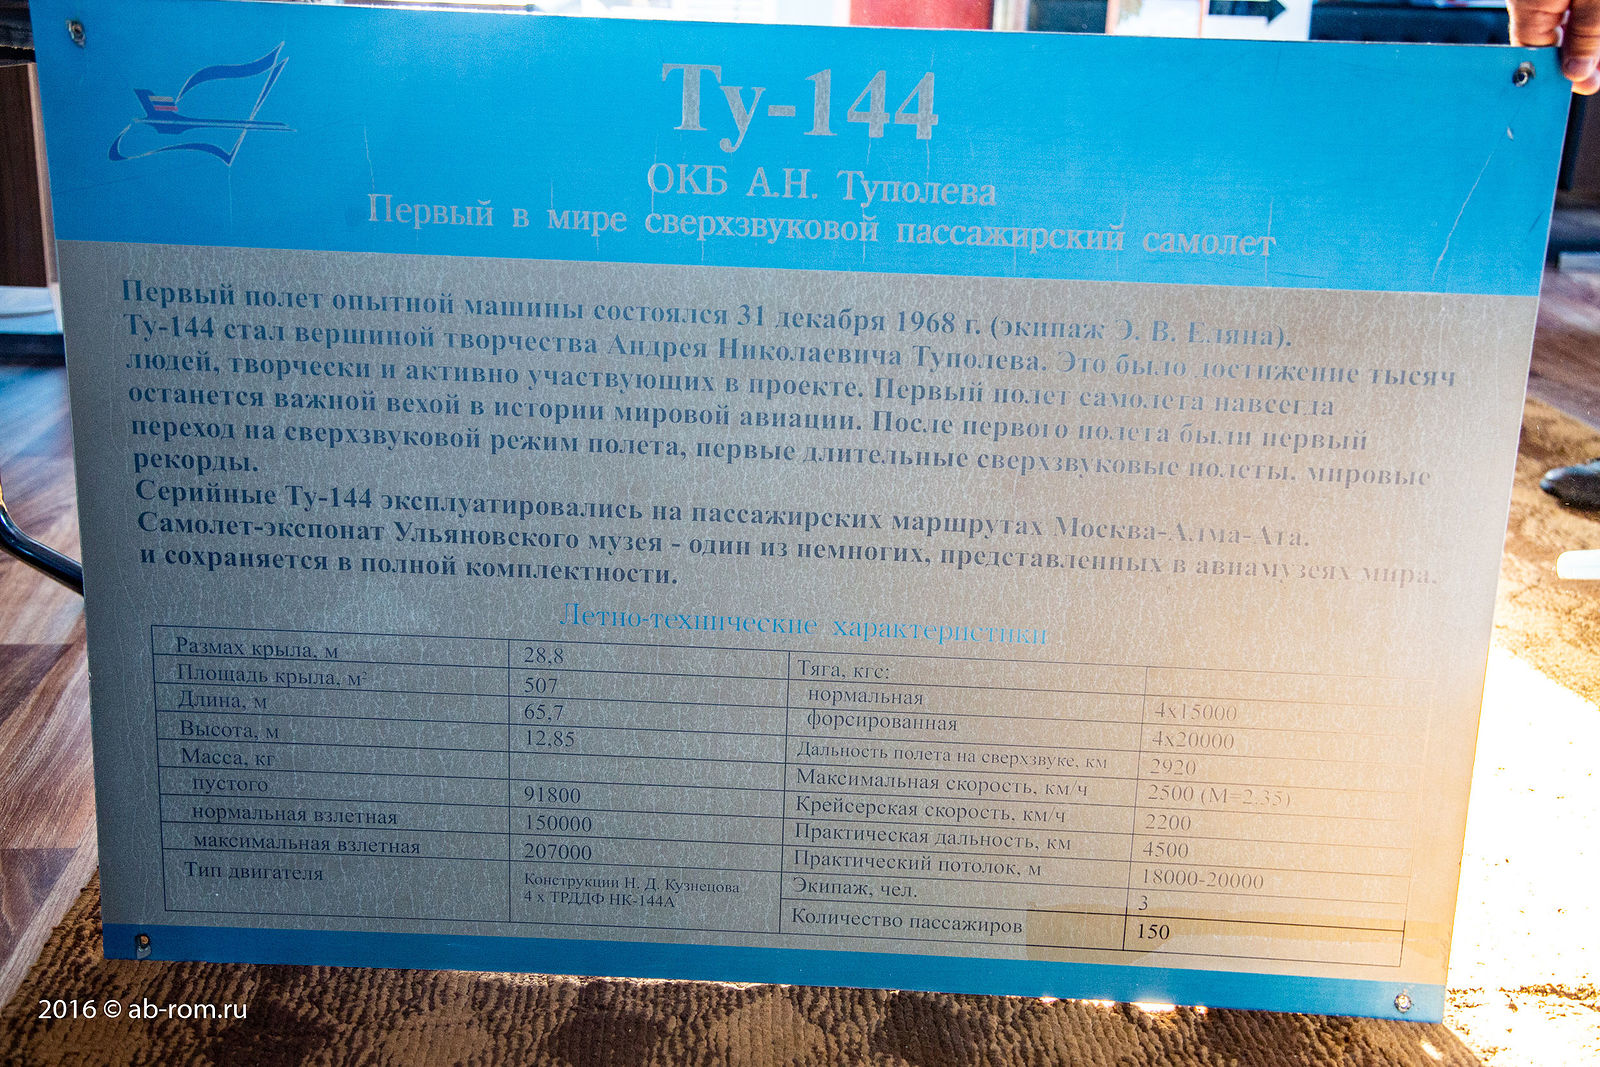 Ту-144
ОКБ А.Н. Туполева
Первый в мире сверхзвуковой пассажирский самолет
Первый полет опытной машины состоялся 31 декабря 1968 г. (экипаж Э. В. Еляна).
Ту-144 стал вершиной творчества Андрея Николаевича Туполева. Это было достижение тысяч
людей, творчески и активно участвующих в проекте. Первый полет самолета навсегда
останется важной вехой в истории мировой авиации. После первого полета были первый
переход на сверхзвуковой режим полета, первые длительные сверхзвуковые полеты, мировые
рекорды.
Серийные Ту-144 эксплуатировались на пассажирских маршрутах Москва-Алма-Ата.
Самолет-экспонат Ульяновского музея - один из немногих, представленных в авиамузеях мира.
и сохраняется в полной комплектности.
Летно-технические характеристики
Размах крыла, м 28,8
Площадь крыла, м² 507
Длина, м 65,7
Высота, м 12,85
Масса, кг
пустого 91800
нормальная взлетная 150000
максимальная взлетная 207000
Тип двигателя Конструкции Н. Д. Кузнецова
4 х ТРДДФ НК-144А
Тяга, кгс:
нормальная 4х15000
форсированная 4х20000
Дальность полета на сверхзвуке, км 2920
Максимальная скорость, км/ч 2500 (М=2.35)
Крейсерская скорость, км/ч 2200
Практическая дальность, км 4500
Практический потолок, м 18000-20000
Экипаж, чел. 3
Количество пассажиров 150
2016 © ab-rom.ru